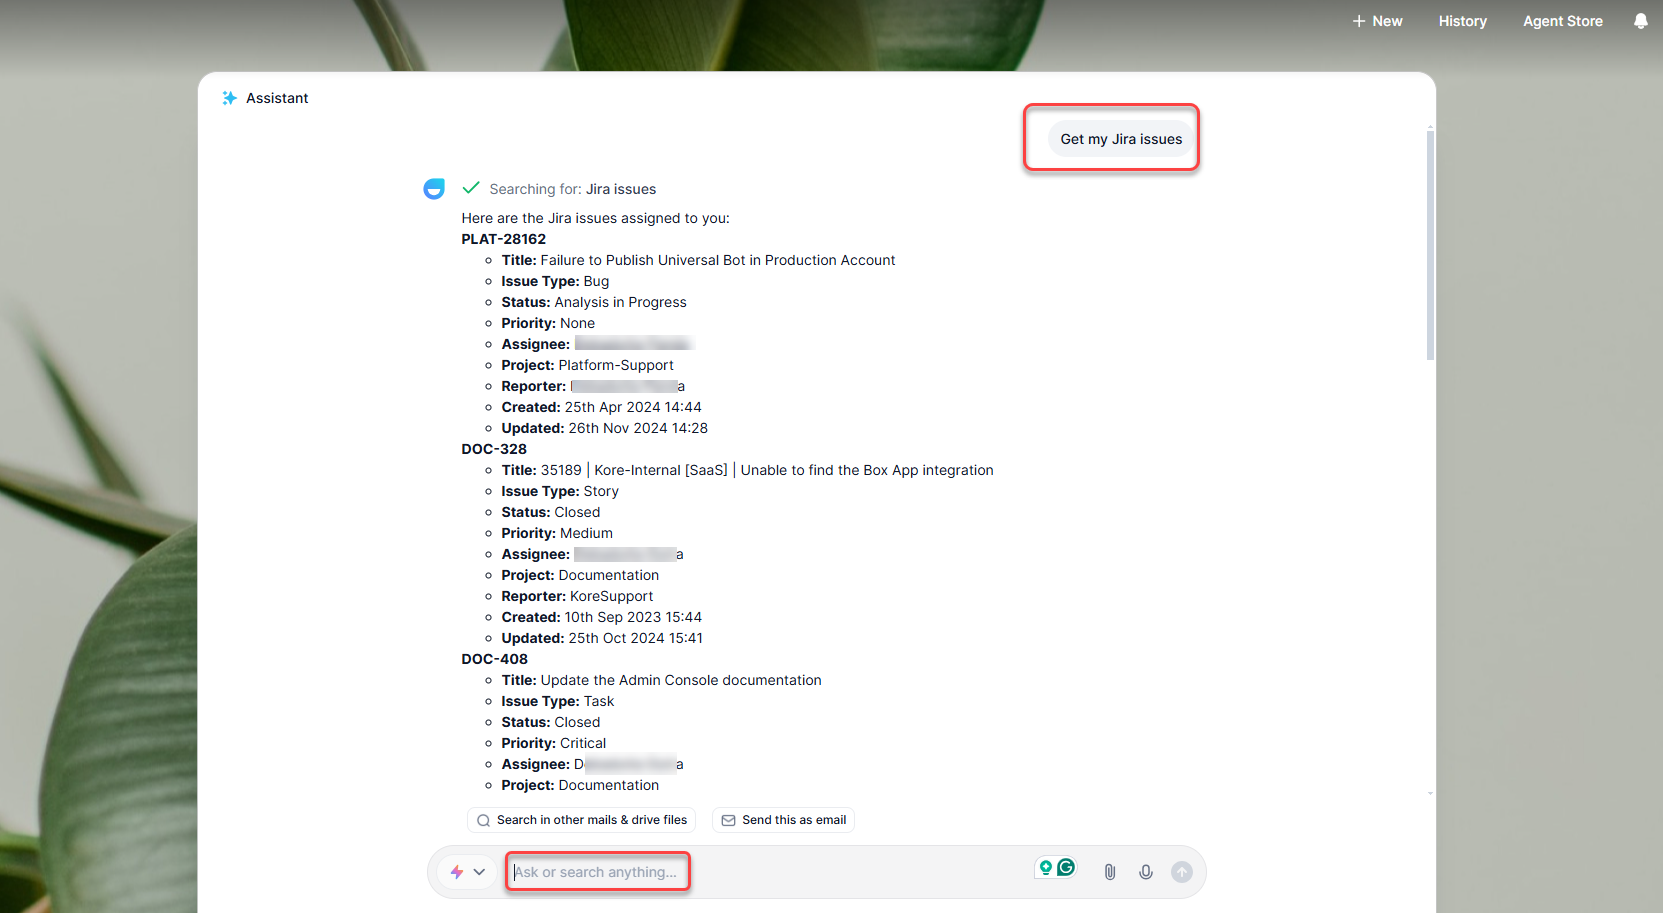 New
History
Agent Store
Assistant
Get my Jira issues
Searching for: Jira issues
Here are the Jira issues assigned to you:
PLAT-28162
Title: Failure to Publish Universal Bot in Production Account
Issue Type: Bug
Status: Analysis in Progress
Priority: None
Assignee:
Project: Platform-Support
Reporter:
Created: 25th Apr 2024 14:44
Updated: 26th Nov 2024 14:28
DOC-328
Title: 35189 | Kore-Internal [SaaS] | Unable to find the Box App integration
Issue Type: Story
Status: Closed
Priority: Medium
Assignee:
Project: Documentation
Reporter: KoreSupport
Created: 10th Sep 2023 15:44
Updated: 25th Oct 2024 15:41
DOC-408
Title: Update the Admin Console documentation
Issue Type: Task
Status: Closed
Priority: Critical
Assignee:
Project: Documentation
Search in other mails & drive files
Send this as email
Ask or search anything...